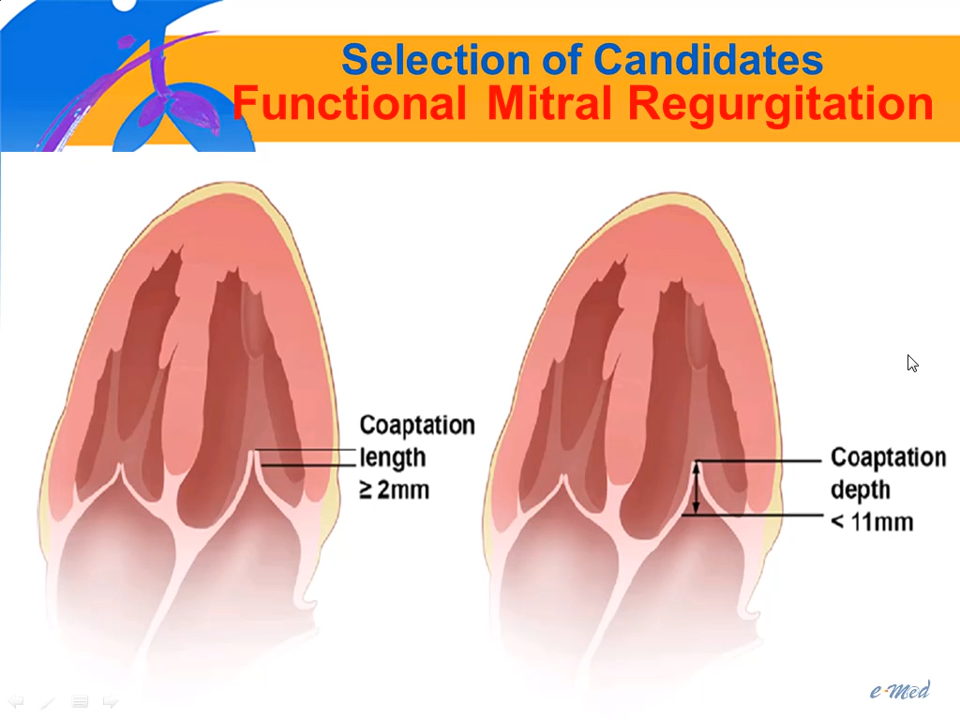 Selection of Candidates
Functional Mitral Regurgitation
Coaptation
length
≥ 2mm
Coaptation
depth
< 11mm
e-Med